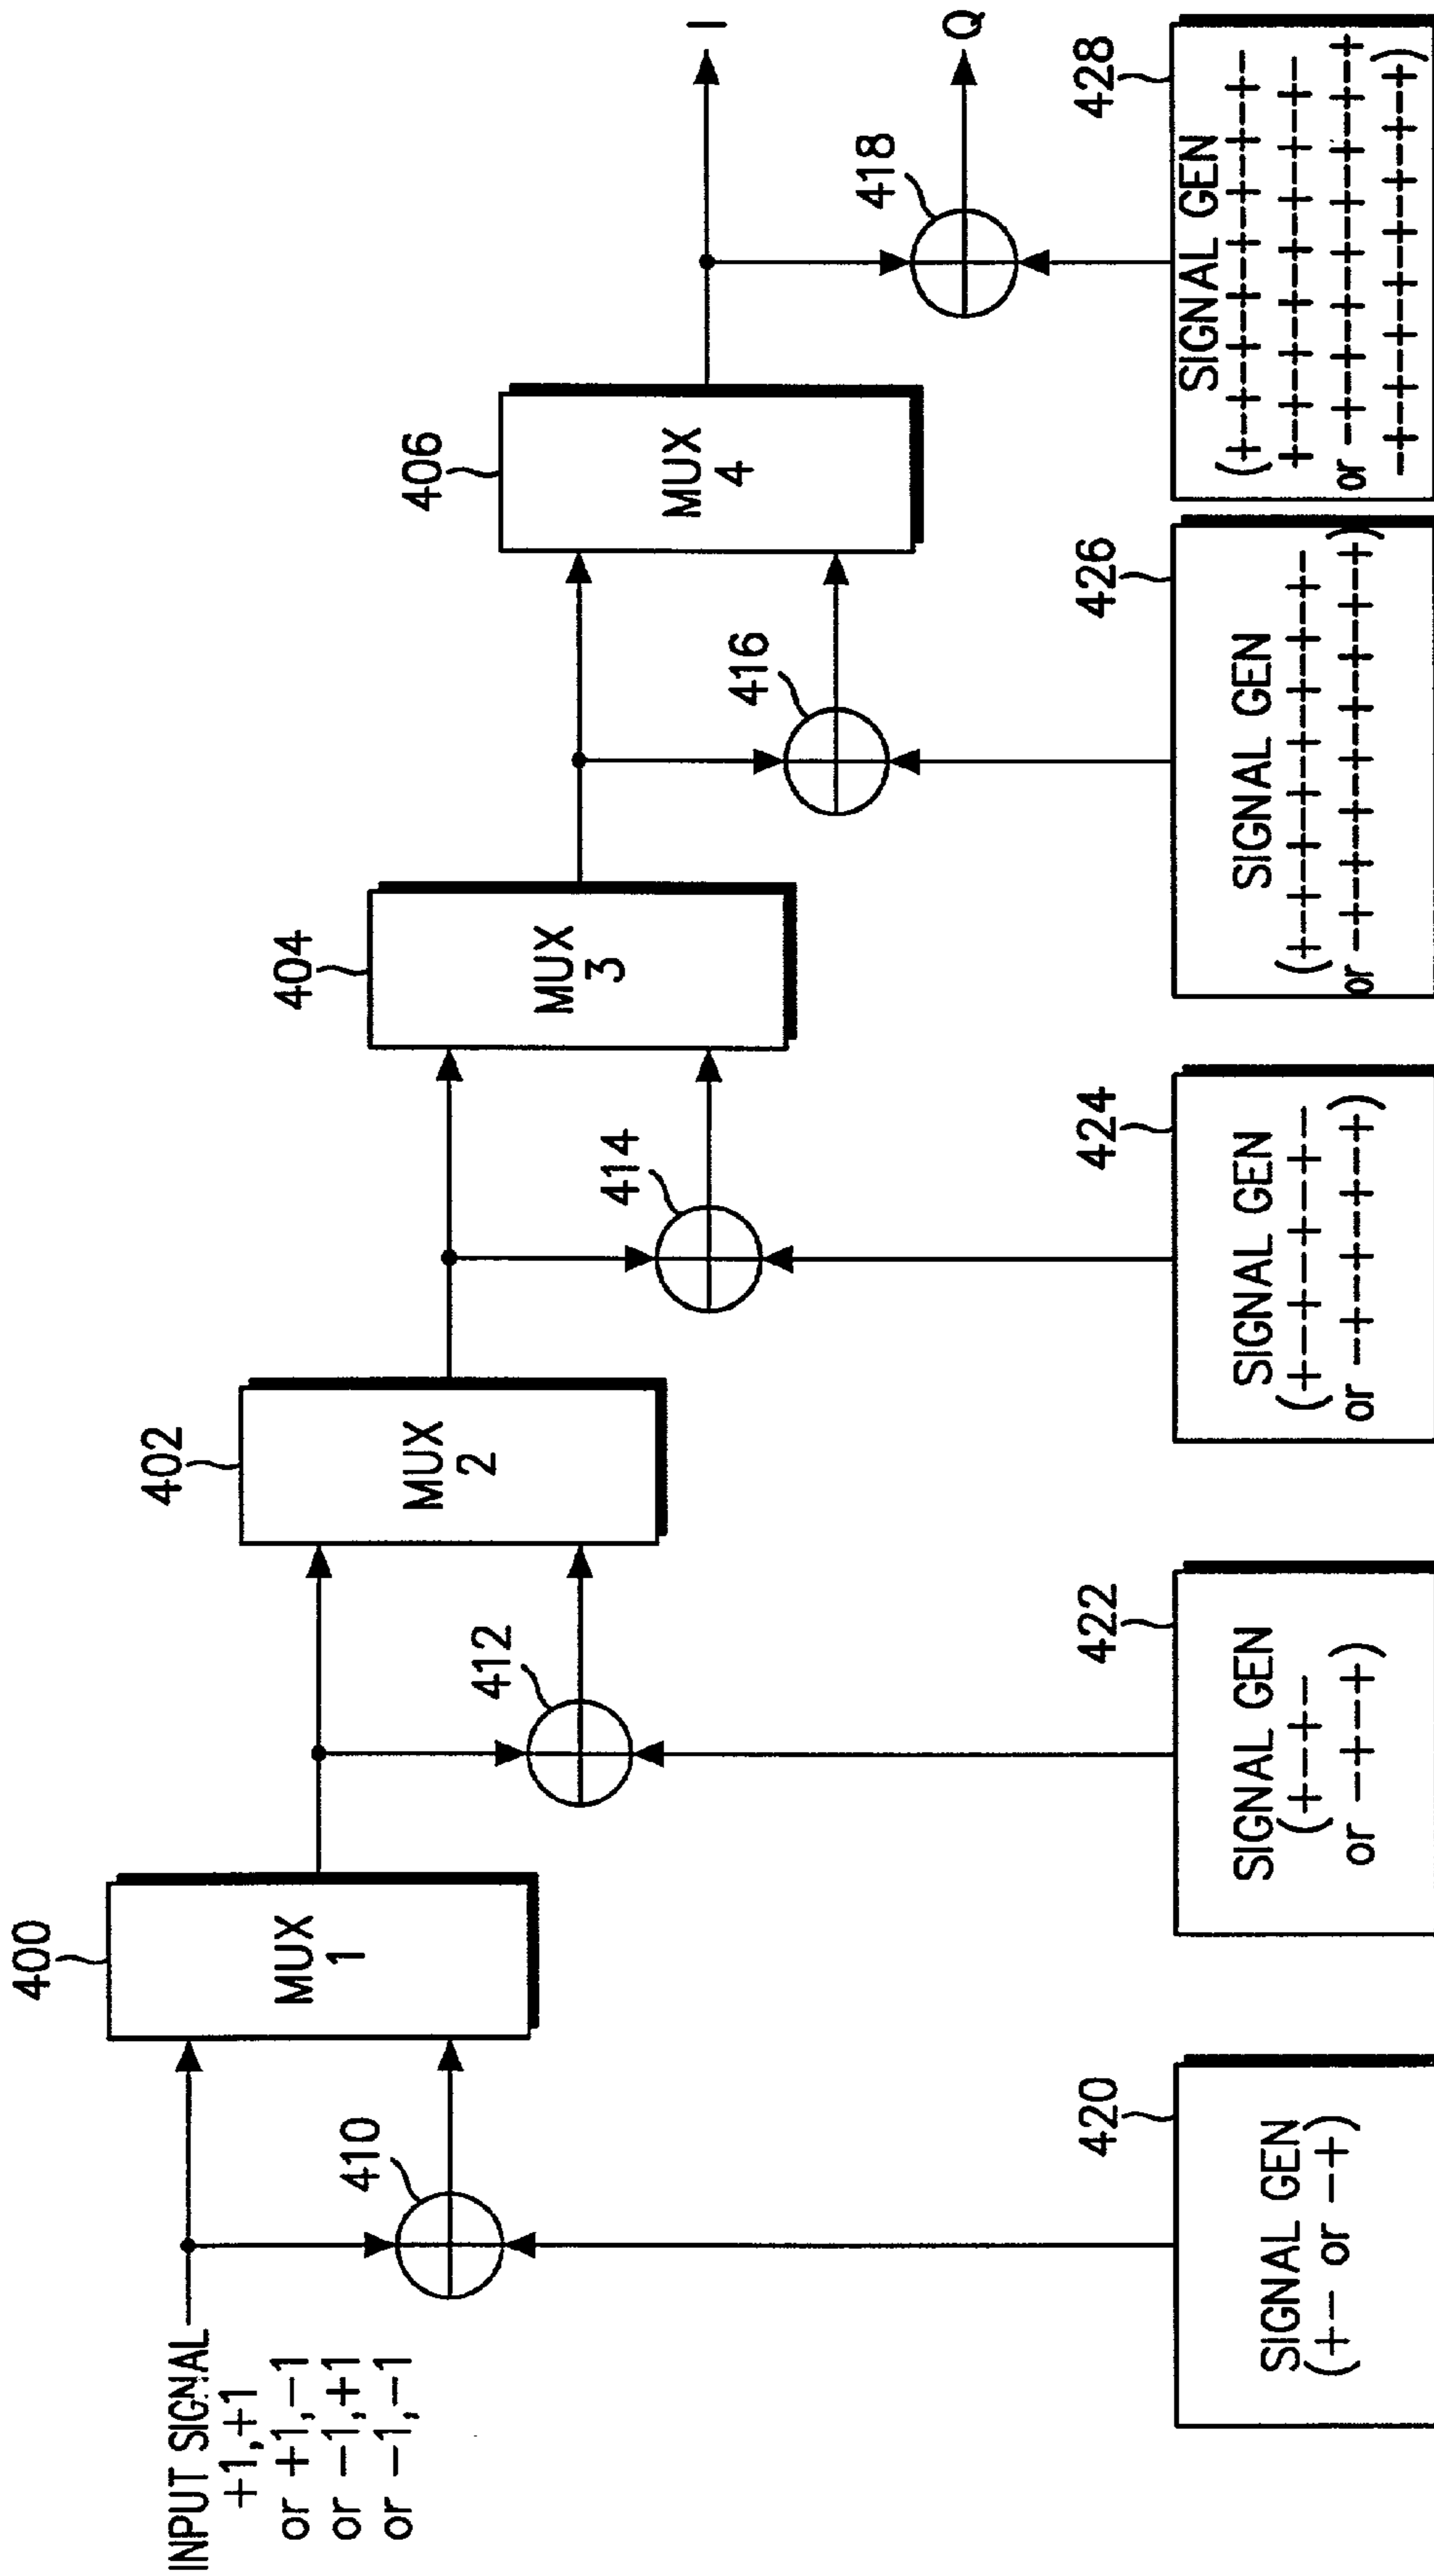 INPUT SIGNAL
+1,+1
or +1,-1
or -1,+1
or -1,-1
410
400
MUX
1
412
402
MUX
2
414
404
MUX
3
416
406
MUX
4
418
I
Q
420
SIGNAL GEN
(+- or -+)
422
SIGNAL GEN
(+-+-
or -+-+)
424
SIGNAL GEN
(+-+-+-+-
or -+-+-+-+)
426
SIGNAL GEN
(+-+-+-+-+-+-+-+-
or -+-+-+-+-+-+-+-+)
428
SIGNAL GEN
(+-+-+-+-+-+-+-+-
+-+-+-+-+-+-+-+-
or -+-+-+-+-+-+-+-+
-+-+-+-+-+-+-+-+)